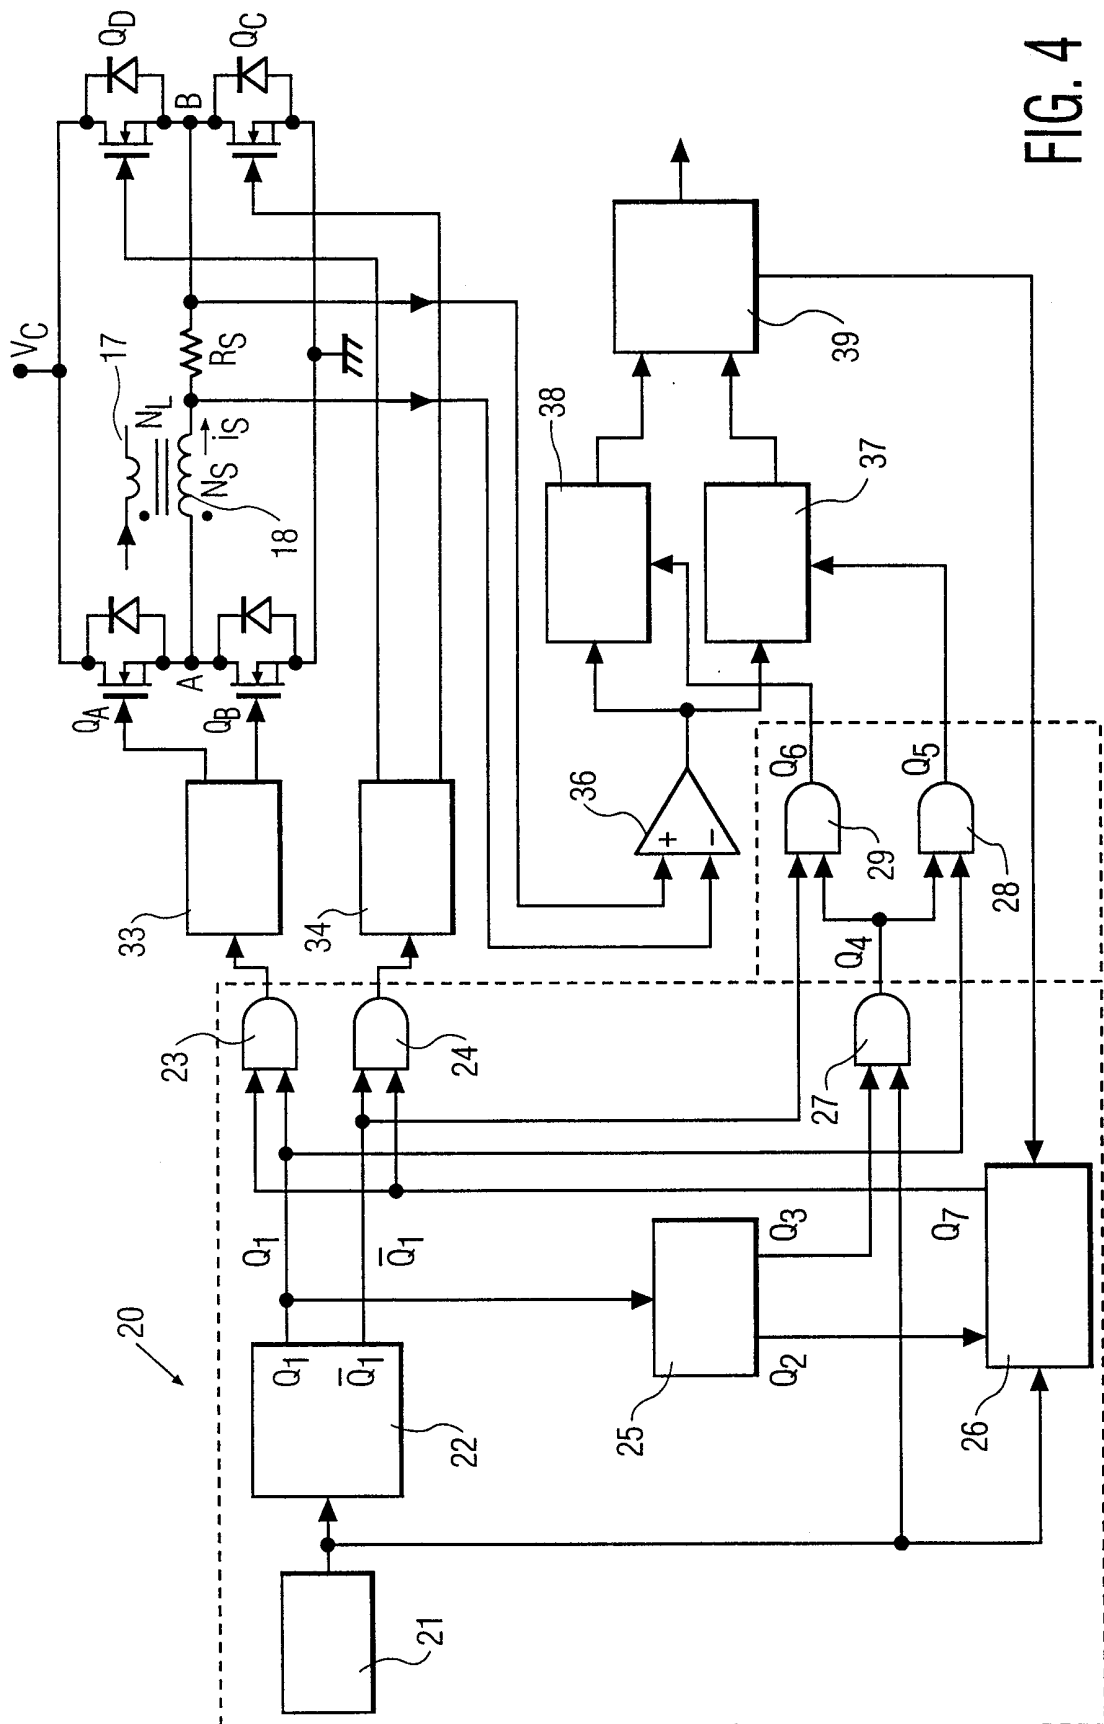 FIG. 4
V_C
Q_D
Q_C
B
17
N_L
R_S
i_S
N_S
18
A
Q_A
Q_B
33
34
23
24
36
+
−
38
37
39
Q_6
Q_5
29
28
Q_4
27
20
Q_1
Q̅_1
Q_1
Q̅_1
22
21
25
Q_3
Q_2
Q_7
26